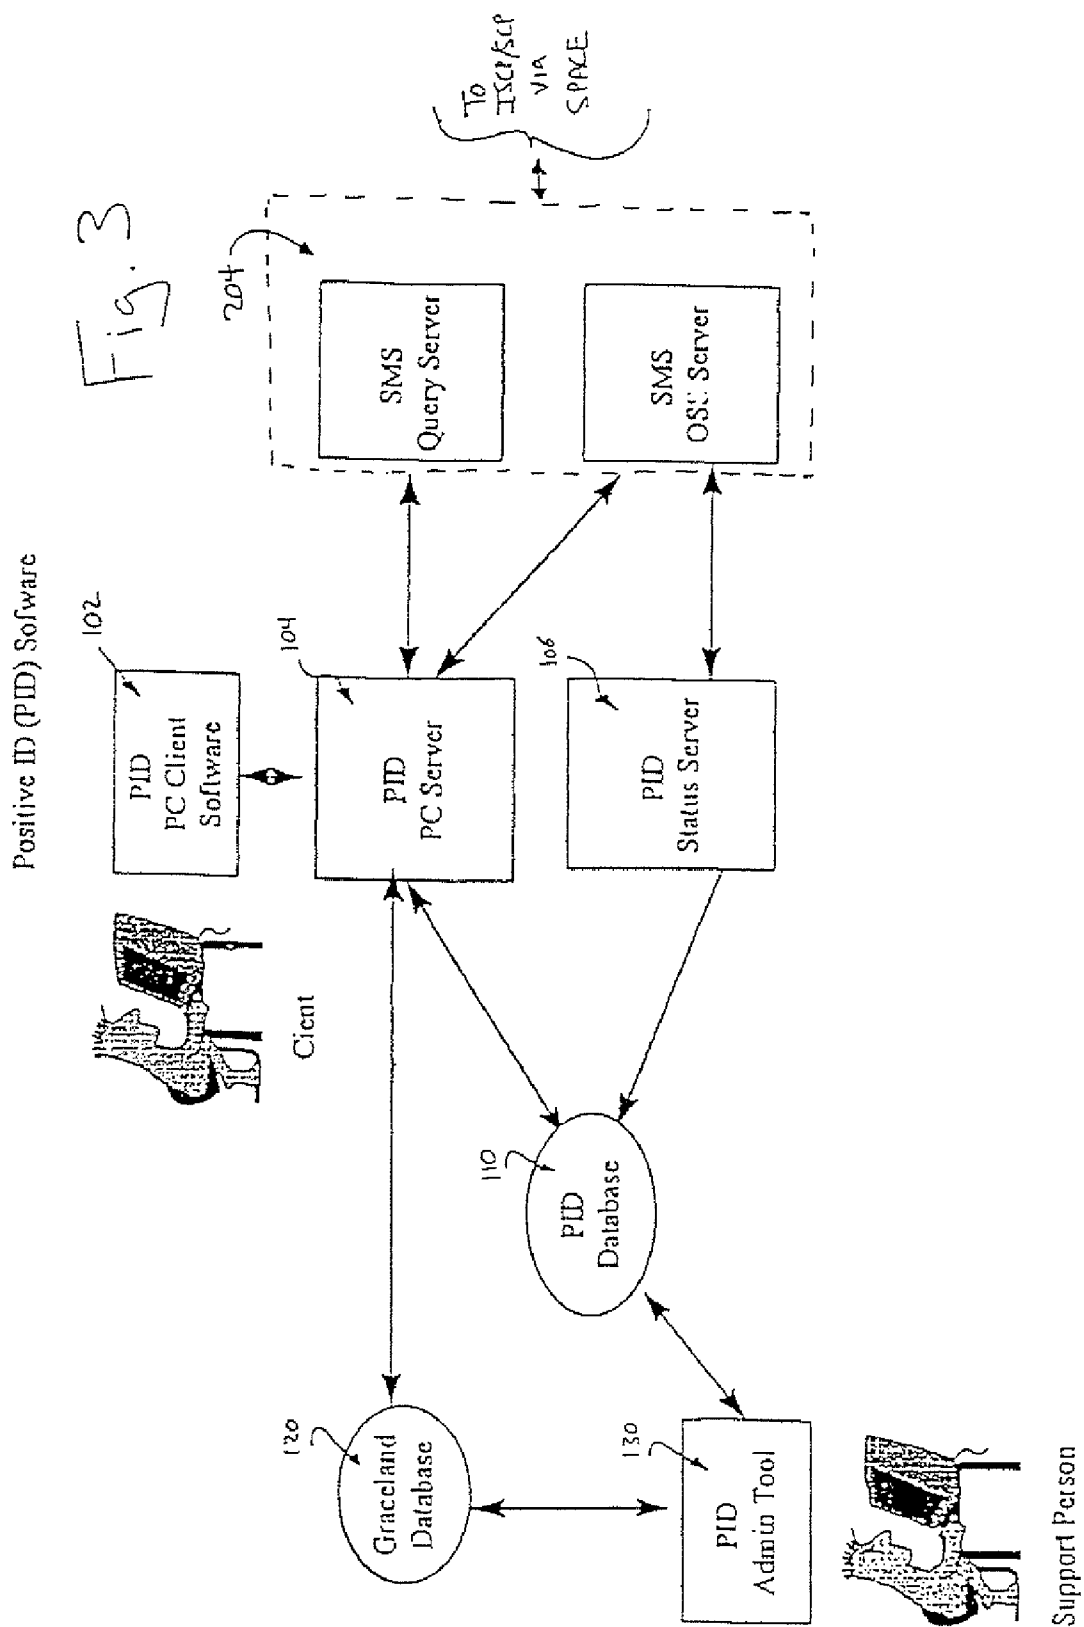 Positive ID (PID) Sofware
Fig. 3
102
PID
PC Client
Software
Cient
104
PID
PC Server
106
PID
Status Server
204
SMS
Query Server
SMS
Server
To
ISCP/SCP
VIA
SPACE
110
PID
Database
120
Graceland
Database
130
PID
Admin Tool
Support Person